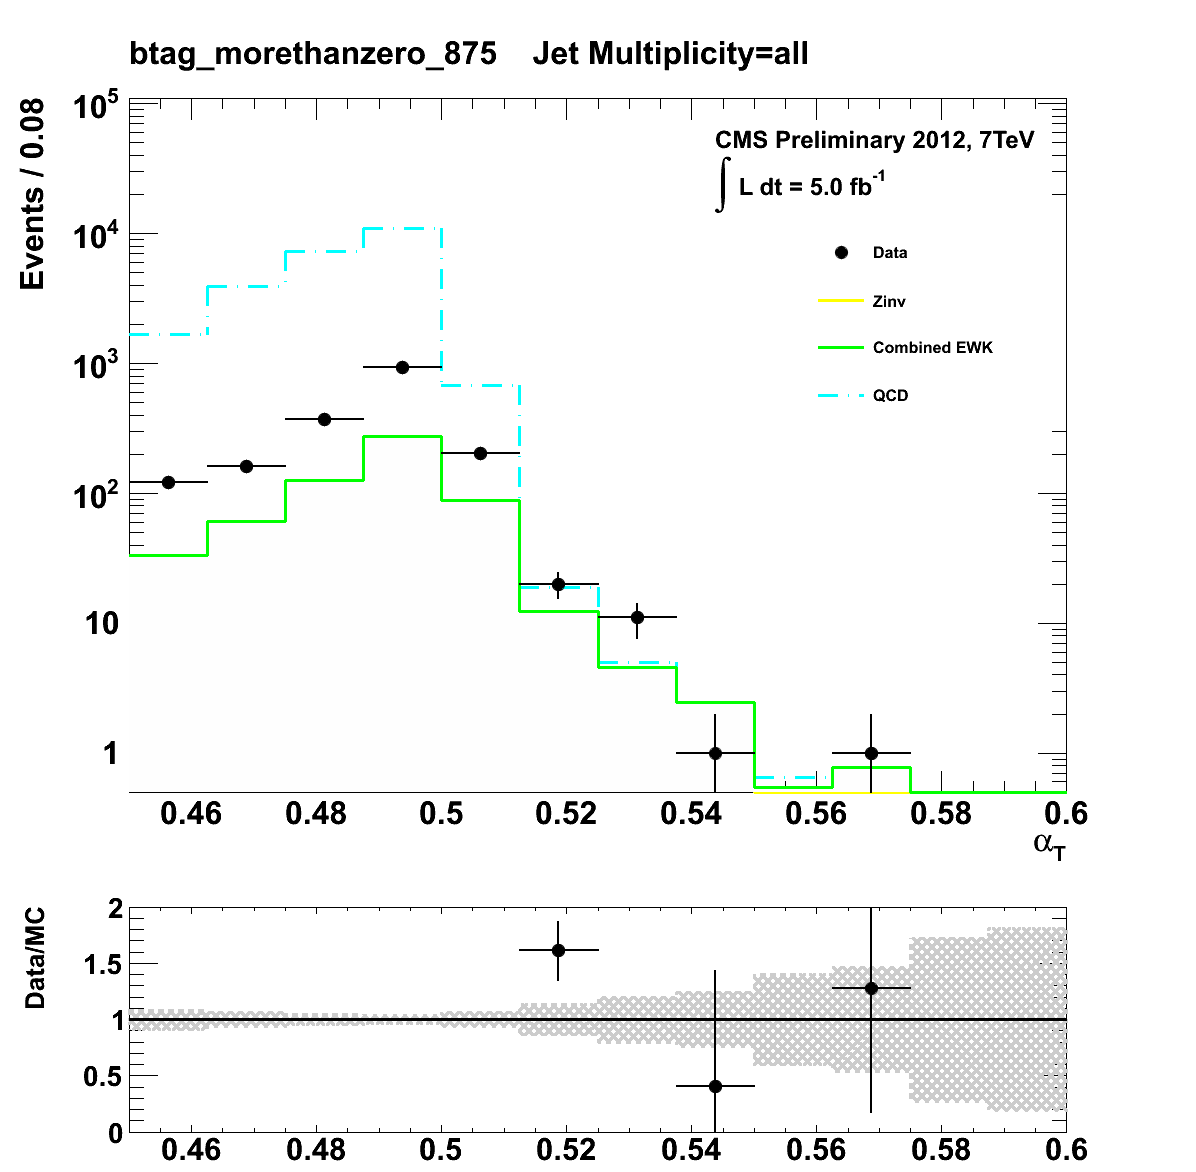 btag_morethanzero_875 Jet Multiplicity=all
Events / 0.08
10^5
10^4
10^3
10^2
10
1
CMS Preliminary 2012, 7TeV
∫ L dt = 5.0 fb^-1
Data
Zinv
Combined EWK
QCD
0.46 0.48 0.5 0.52 0.54 0.56 0.58 0.6
α_T
Data/MC
2
1.5
1
0.5
0
0.46 0.48 0.5 0.52 0.54 0.56 0.58 0.6